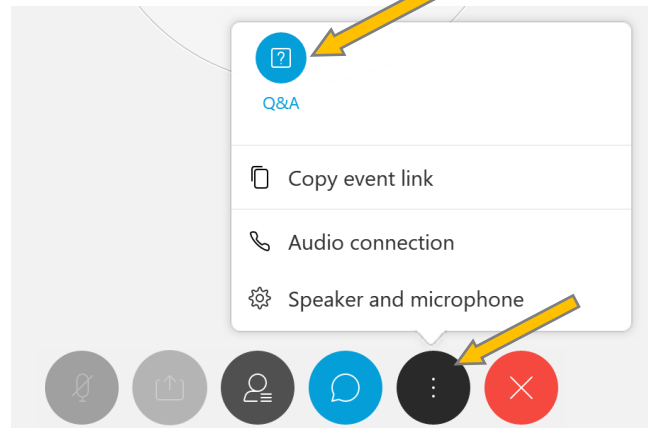 Q&A
Copy event link
Audio connection
Speaker and microphone